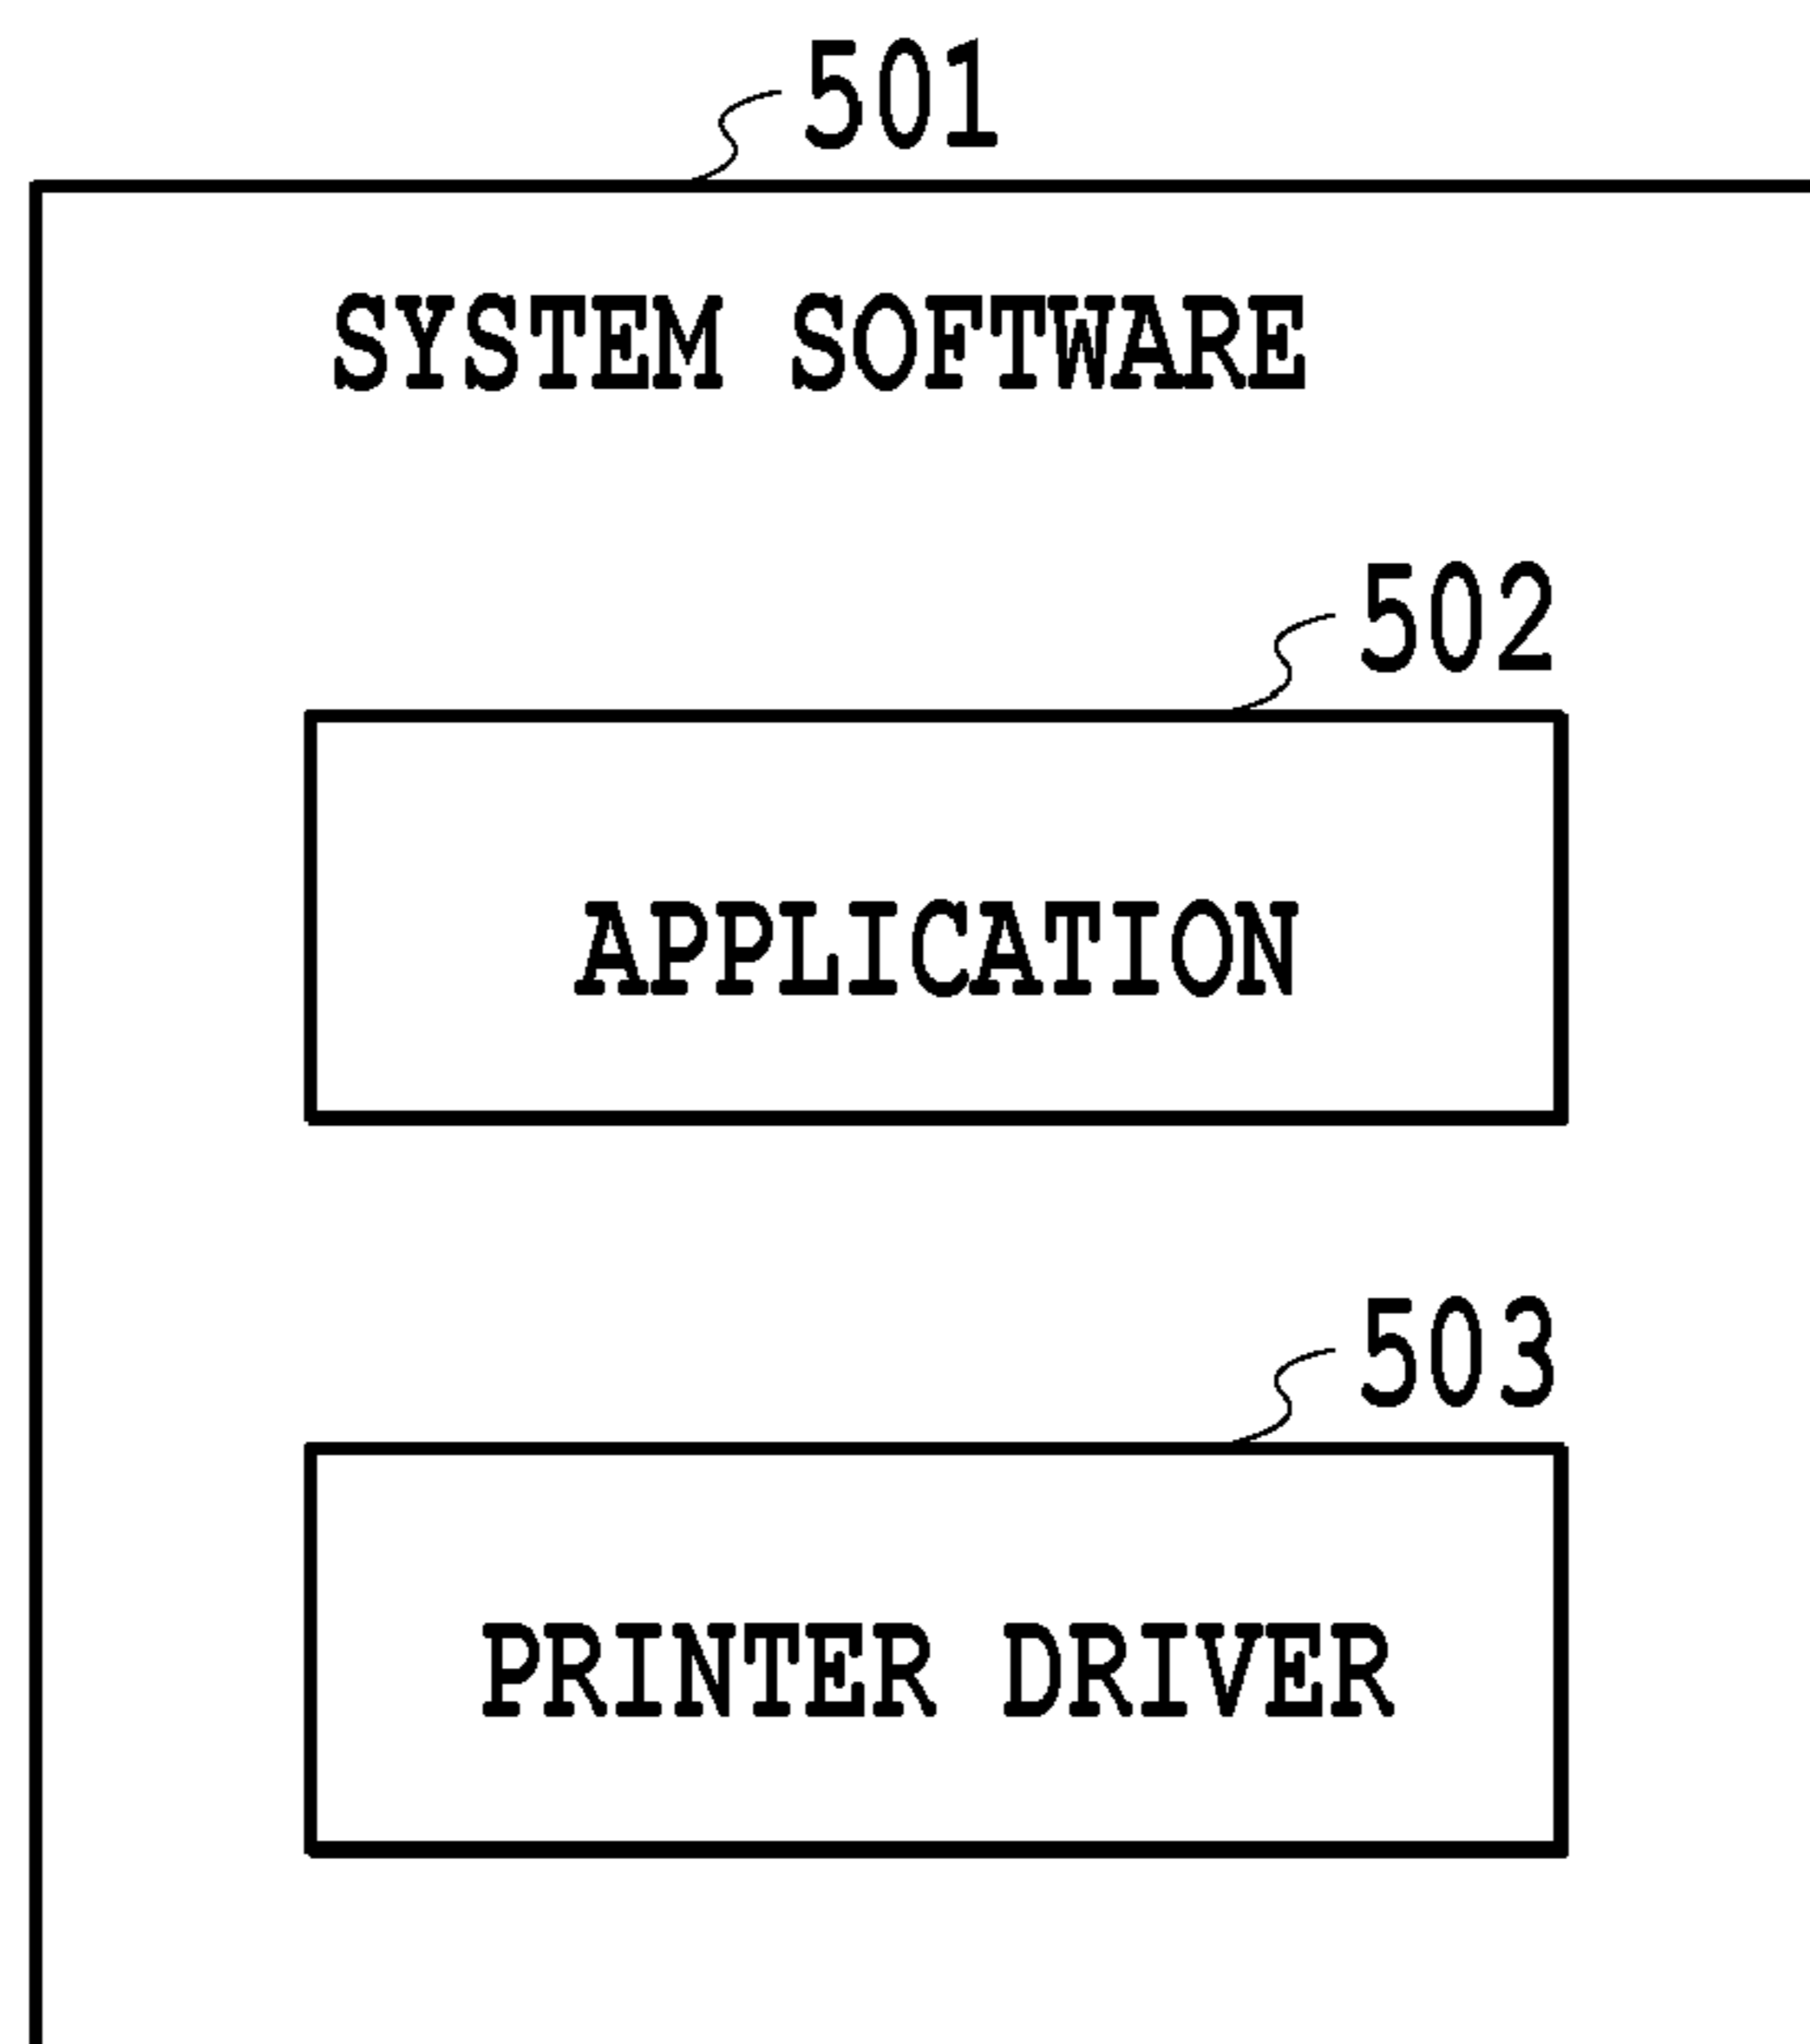 501
SYSTEM SOFTWARE
502
APPLICATION
503
PRINTER DRIVER